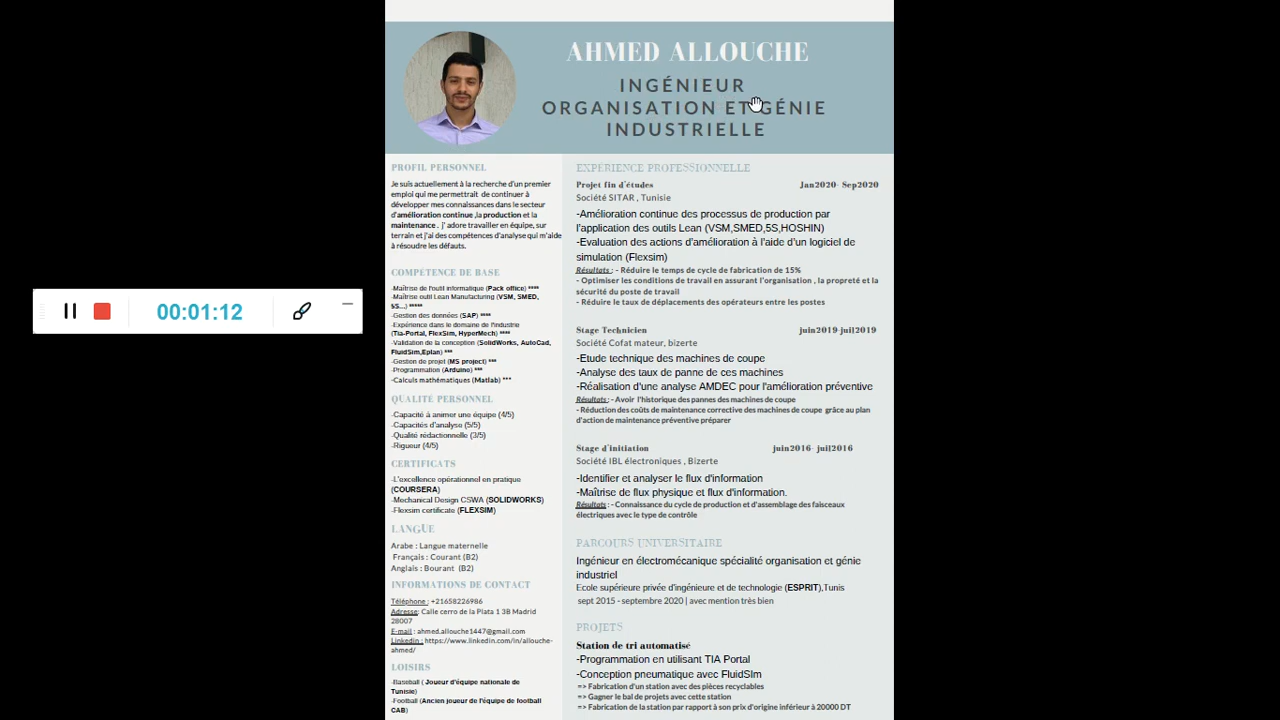 00:01:12
AHMED ALLOUCHE
INGÉNIEUR
ORGANISATION ET GÉNIE
INDUSTRIELLE
PROFIL PERSONNEL
Je suis actuellement à la recherche d'un premier
emploi qui me permettrait de continuer à
développer mes connaissances dans le secteur
d'amélioration continue ,la production et la
maintenance . j' adore travailler en équipe, sur
terrain et j'ai des compétences d'analyse qui m'aide
à résoudre les défauts.
COMPÉTENCE DE BASE
-Maîtrise de l'outil informatique (Pack office) ****
-Maîtrise outil Lean Manufacturing (VSM, SMED,
5S...) *****
-Gestion des données (SAP) ****
-Expérience dans le domaine de l'industrie
(Tia-Portal, FlexSim, HyperMech) ****
-Validation de la conception (SolidWorks, AutoCad,
FluidSim,Eplan) ***
-Gestion de projet (MS project) ***
-Programmation (Arduino) ***
-Calculs mathématiques (Matlab) ***
QUALITÉ PERSONNEL
-Capacité à animer une équipe (4/5)
-Capacités d'analyse (5/5)
-Qualité rédactionnelle (3/5)
-Rigueur (4/5)
CERTIFICATS
-L'excellence opérationnel en pratique
(COURSERA)
-Mechanical Design CSWA (SOLIDWORKS)
-Flexsim certificate (FLEXSIM)
LANGUE
Arabe : Langue maternelle
Français : Courant (B2)
Anglais : Bourant (B2)
INFORMATIONS DE CONTACT
Téléphone : +21658226986
Adresse: Calle cerro de la Plata 1 3B Madrid
28007
E-mail : ahmed.allouche1447@gmail.com
Linkedin : https://www.linkedin.com/in/allouche-
ahmed/
LOISIRS
-Baseball ( Joueur d'équipe nationale de
Tunisie)
-Football (Ancien joueur de l'équipe de football
CAB)
EXPÉRIENCE PROFESSIONNELLE
Projet fin d'études Jan2020- Sep2020
Société SITAR , Tunisie
-Amélioration continue des processus de production par
l'application des outils Lean (VSM,SMED,5S,HOSHIN)
-Evaluation des actions d'amélioration à l'aide d'un logiciel de
simulation (Flexsim)
Résultats : - Réduire le temps de cycle de fabrication de 15%
- Optimiser les conditions de travail en assurant l'organisation , la propreté et la
sécurité du poste de travail
- Réduire le taux de déplacements des opérateurs entre les postes
Stage Technicien juin2019-juil2019
Société Cofat mateur, bizerte
-Etude technique des machines de coupe
-Analyse des taux de panne de ces machines
-Réalisation d'une analyse AMDEC pour l'amélioration préventive
Résultats : - Avoir l'historique des pannes des machines de coupe
- Réduction des coûts de maintenance corrective des machines de coupe grâce au plan
d'action de maintenance préventive préparer
Stage d'initiation juin2016- juil2016
Société IBL électroniques , Bizerte
-Identifier et analyser le flux d'information
-Maîtrise de flux physique et flux d'information.
Résultats : - Connaissance du cycle de production et d'assemblage des faisceaux
électriques avec le type de contrôle
PARCOURS UNIVERSITAIRE
Ingénieur en électromécanique spécialité organisation et génie
industriel
Ecole supérieure privée d'ingénieure et de technologie (ESPRIT),Tunis
sept 2015 - septembre 2020 | avec mention très bien
PROJETS
Station de tri automatisé
-Programmation en utilisant TIA Portal
-Conception pneumatique avec FluidSIm
=> Fabrication d'un station avec des pièces recyclables
=> Gagner le bal de projets avec cette station
=> Fabrication de la station par rapport à son prix d'origine inférieur à 20000 DT